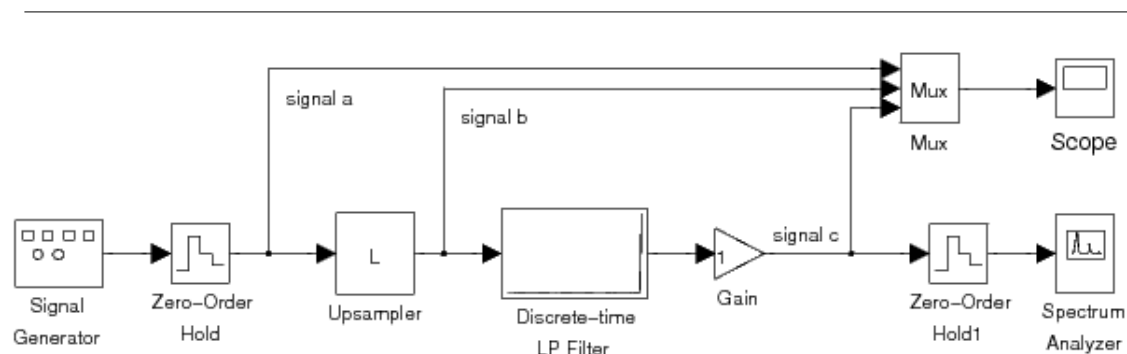 signal a
signal b
Mux
Mux
Scope
L
1
signal c
Signal
Generator
Zero-Order
Hold
Upsampler
Discrete-time
LP Filter
Gain
Zero-Order
Hold1
Spectrum
Analyzer